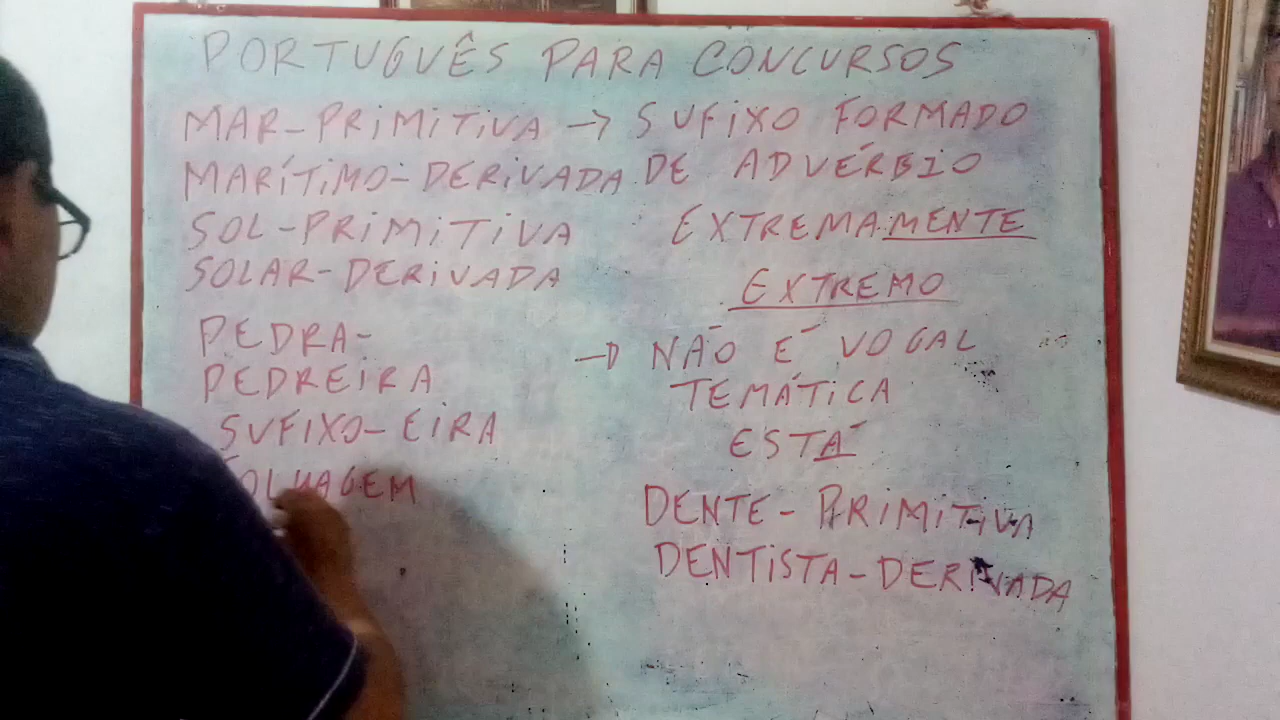 PORTUGUÊS PARA CONCURSOS
MAR-PRIMITIVA
MARÍTIMO-DERIVADA
SOL-PRIMITIVA
SOLAR-DERIVADA
PEDRA-
PEDREIRA
SUFIXO-EIRA
→ SUFIXO FORMADO
DE ADVÉRBIO
EXTREMAMENTE
EXTREMO
→ NÃO É VOGAL
TEMÁTICA
ESTÁ
DENTE-PRIMITIVA
DENTISTA-DERIVADA